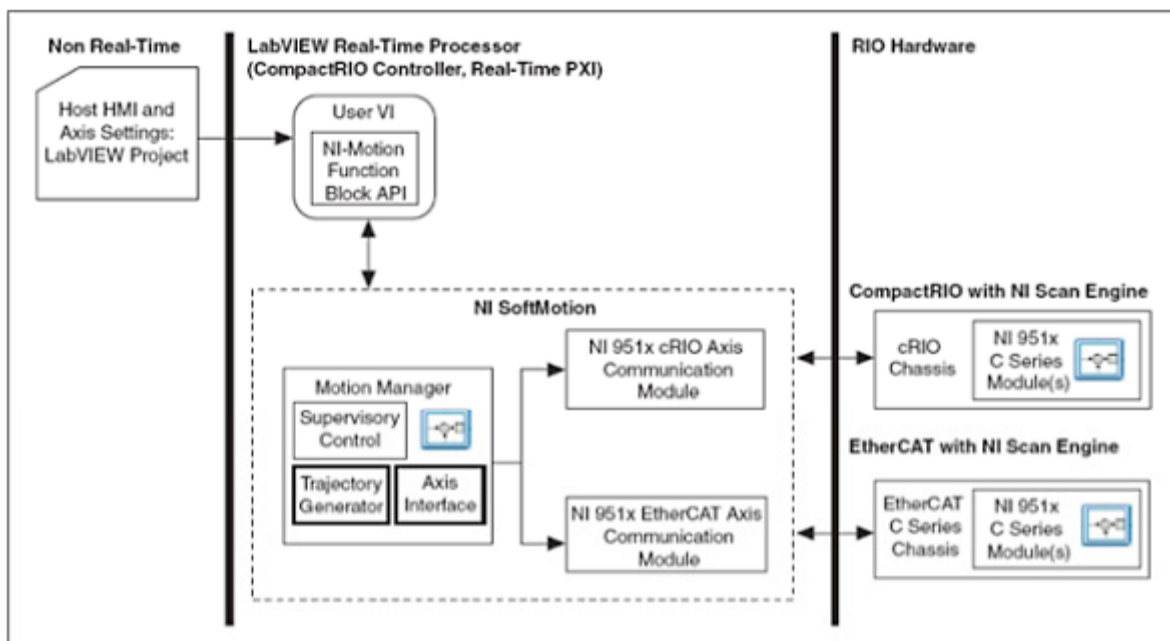 Non Real-Time
LabVIEW Real-Time Processor
(CompactRIO Controller, Real-Time PXI)
RIO Hardware
Host HMI and
Axis Settings:
LabVIEW Project
User VI
NI-Motion
Function
Block API
NI SoftMotion
Motion Manager
Supervisory
Control
Trajectory
Generator
Axis
Interface
NI 951x cRIO Axis
Communication
Module
NI 951x EtherCAT Axis
Communication
Module
CompactRIO with NI Scan Engine
cRIO
Chassis
NI 951x
C Series
Module(s)
EtherCAT with NI Scan Engine
EtherCAT
C Series
Chassis
NI 951x
C Series
Module(s)